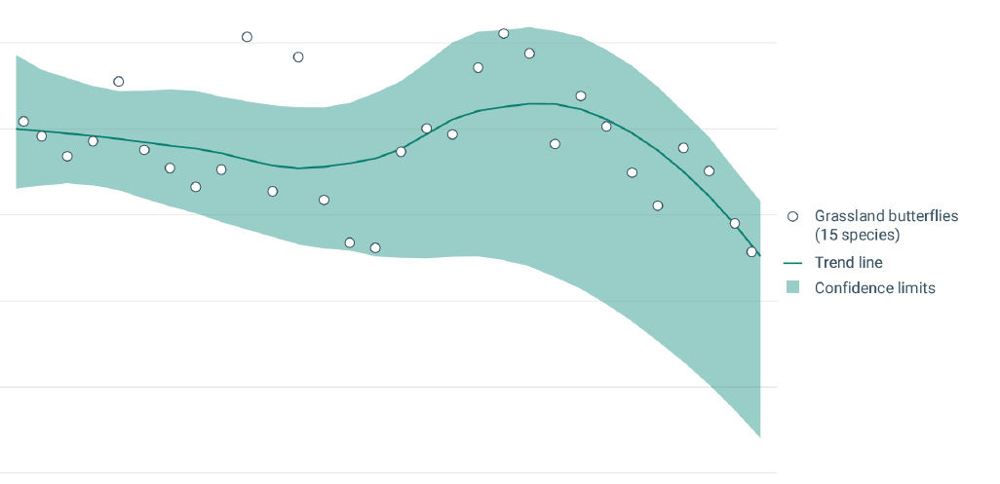 Grassland butterflies
(15 species)
Trend line
Confidence limits